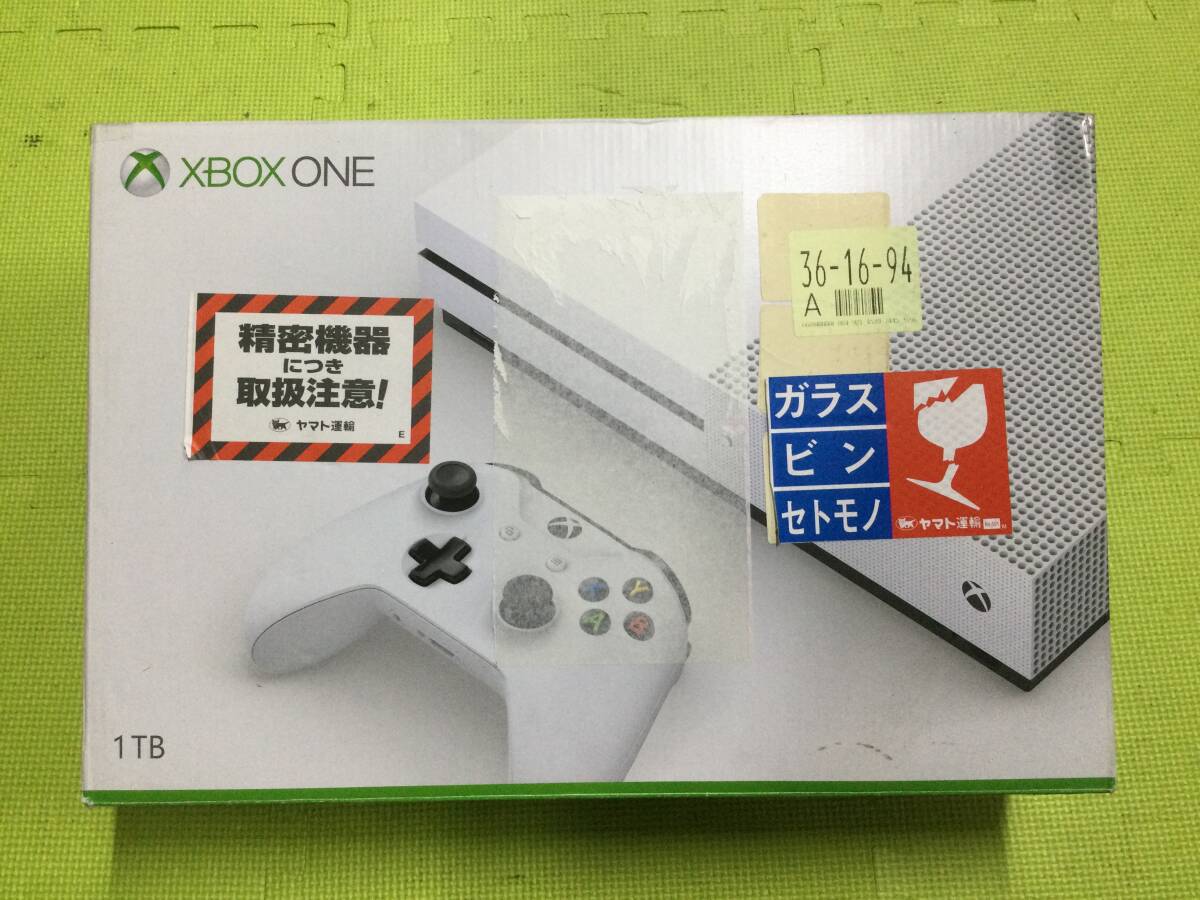 XBOX ONE
36-16-94
A
精密機器
につき
取扱注意!
ヤマト運輸
E
ガラス
ビン
セトモノ
ヤマト運輸
X
Y
A
B
1TB